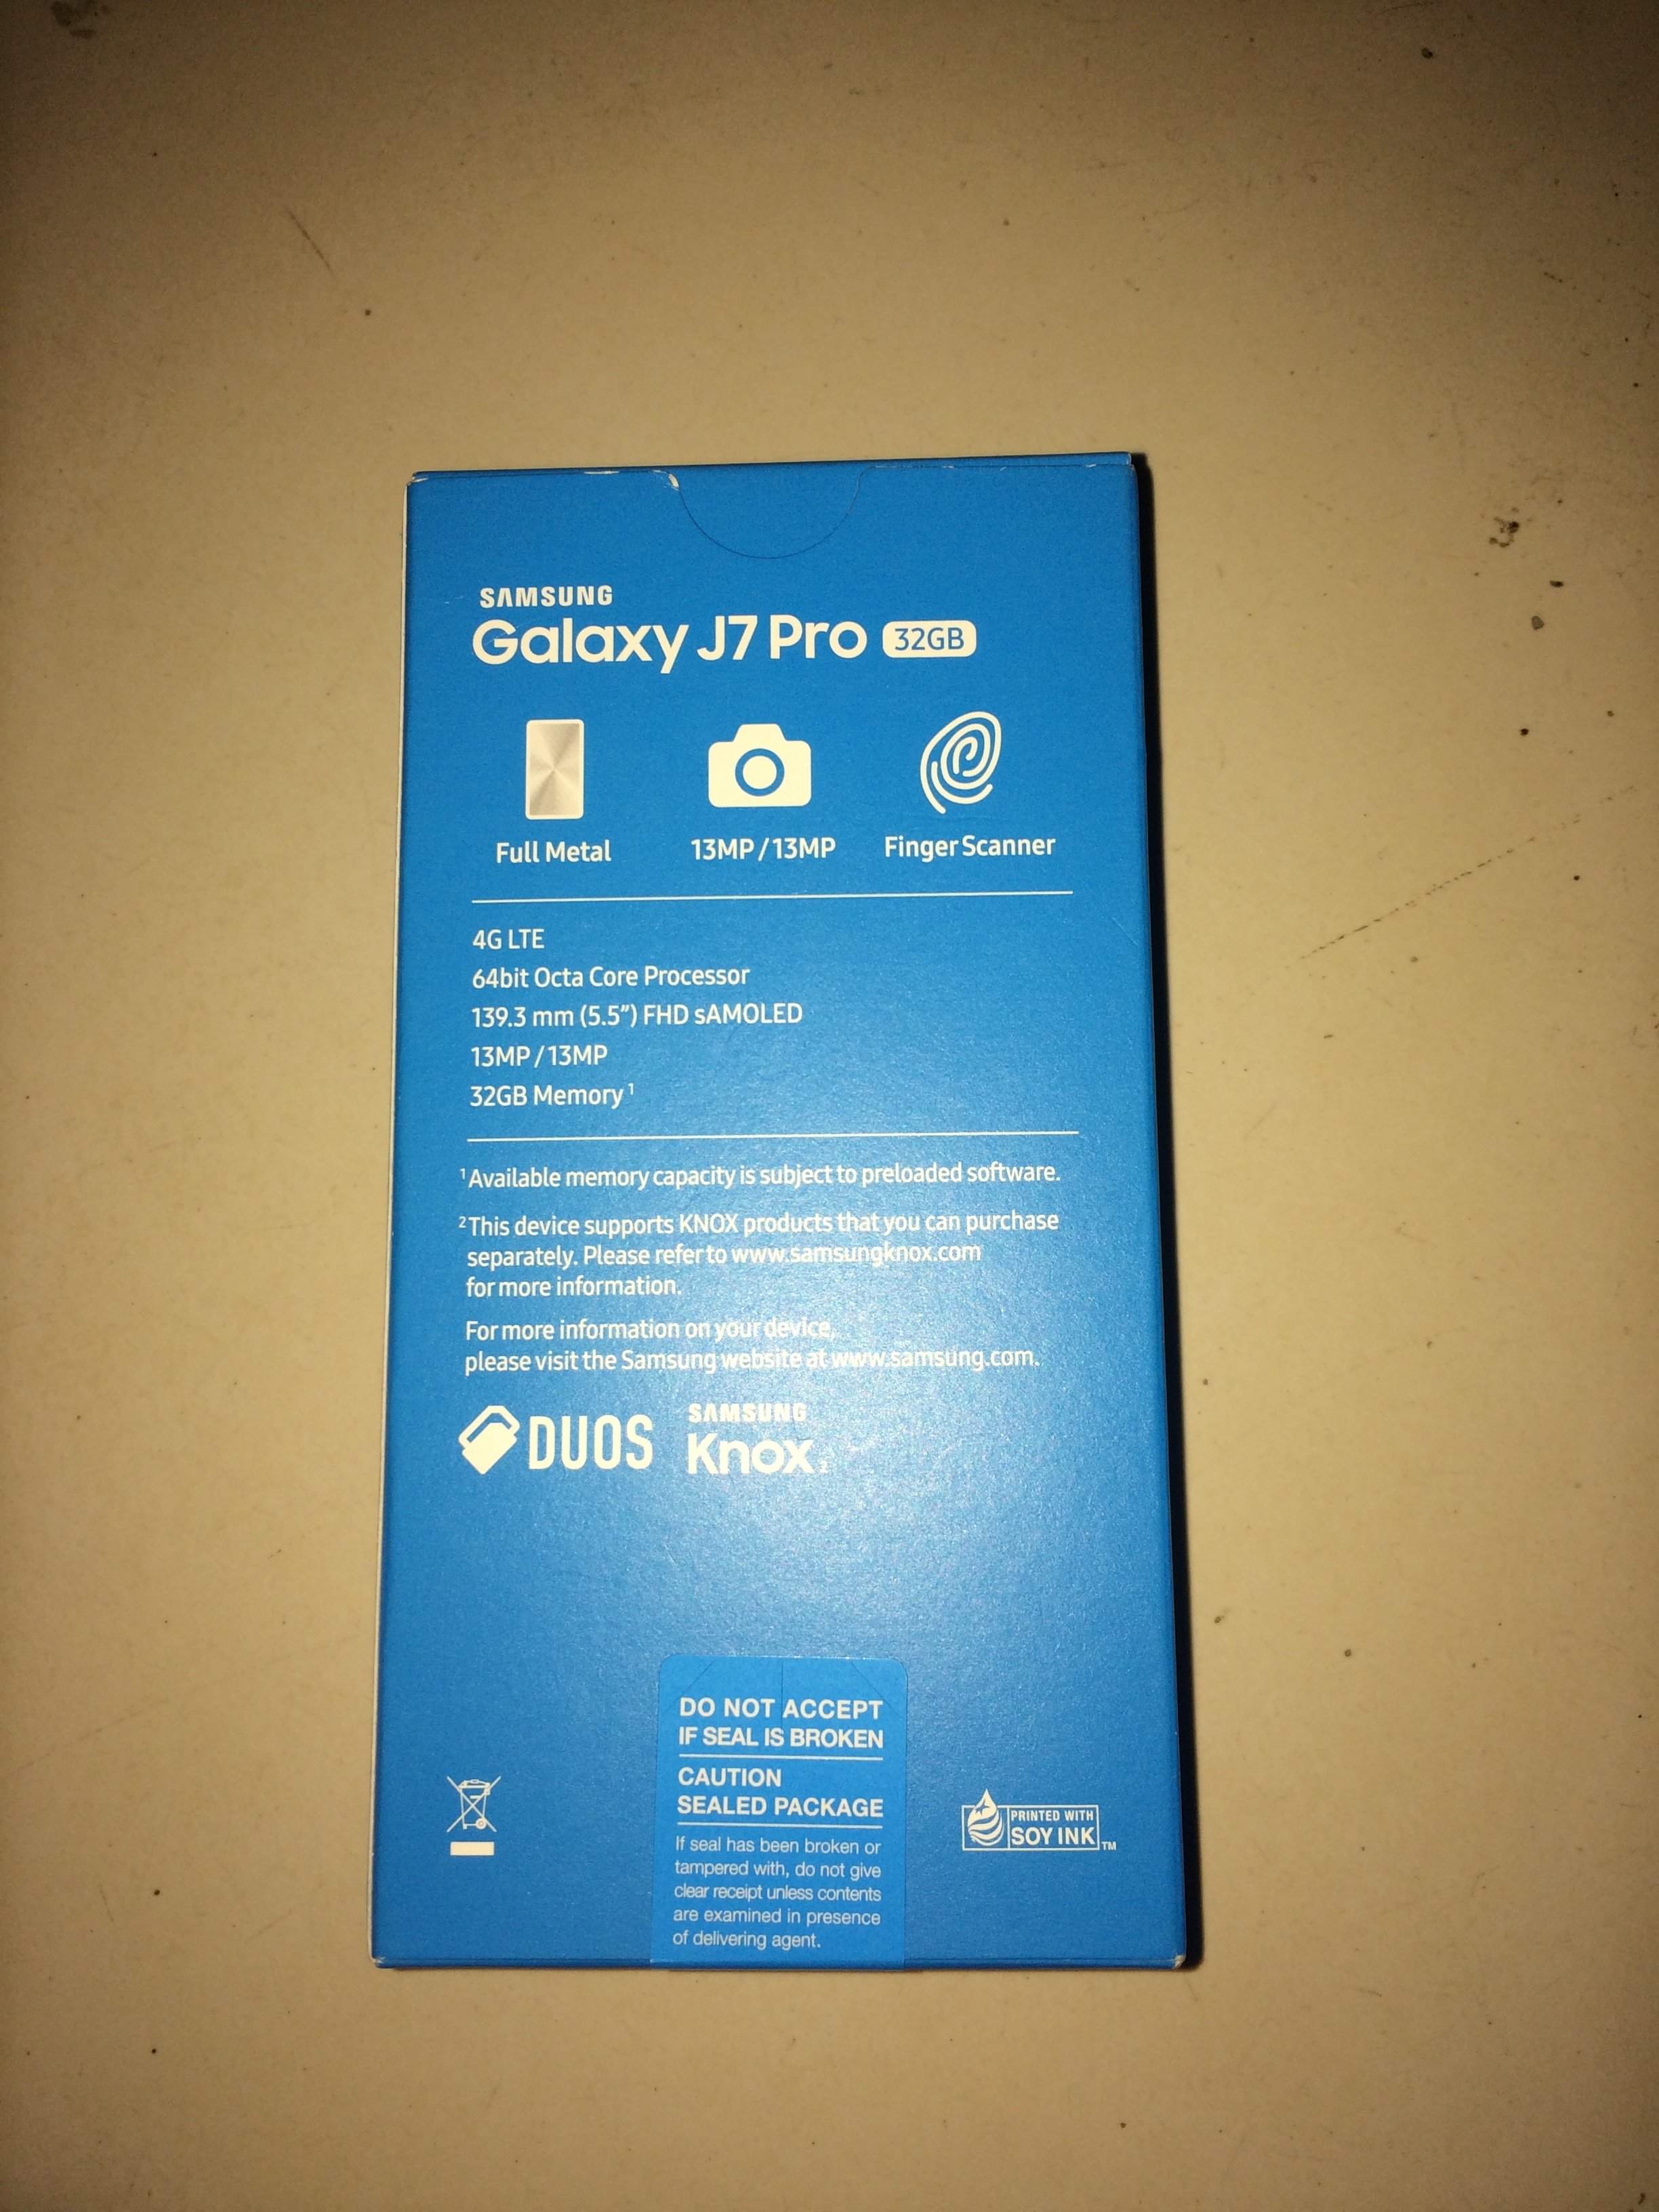 SAMSUNG
Galaxy J7 Pro 32GB
Full Metal
13MP / 13MP
Finger Scanner
4G LTE
64bit Octa Core Processor
139.3 mm (5.5”) FHD sAMOLED
13MP / 13MP
32GB Memory ¹
¹ Available memory capacity is subject to preloaded software.
² This device supports KNOX products that you can purchase
separately. Please refer to www.samsungknox.com
for more information.
For more information on your device,
please visit the Samsung website at www.samsung.com.
DUOS
SAMSUNG
Knox 2
DO NOT ACCEPT
IF SEAL IS BROKEN
CAUTION
SEALED PACKAGE
If seal has been broken or
tampered with, do not give
clear receipt unless contents
are examined in presence
of delivering agent.
PRINTED WITH
SOY INK TM